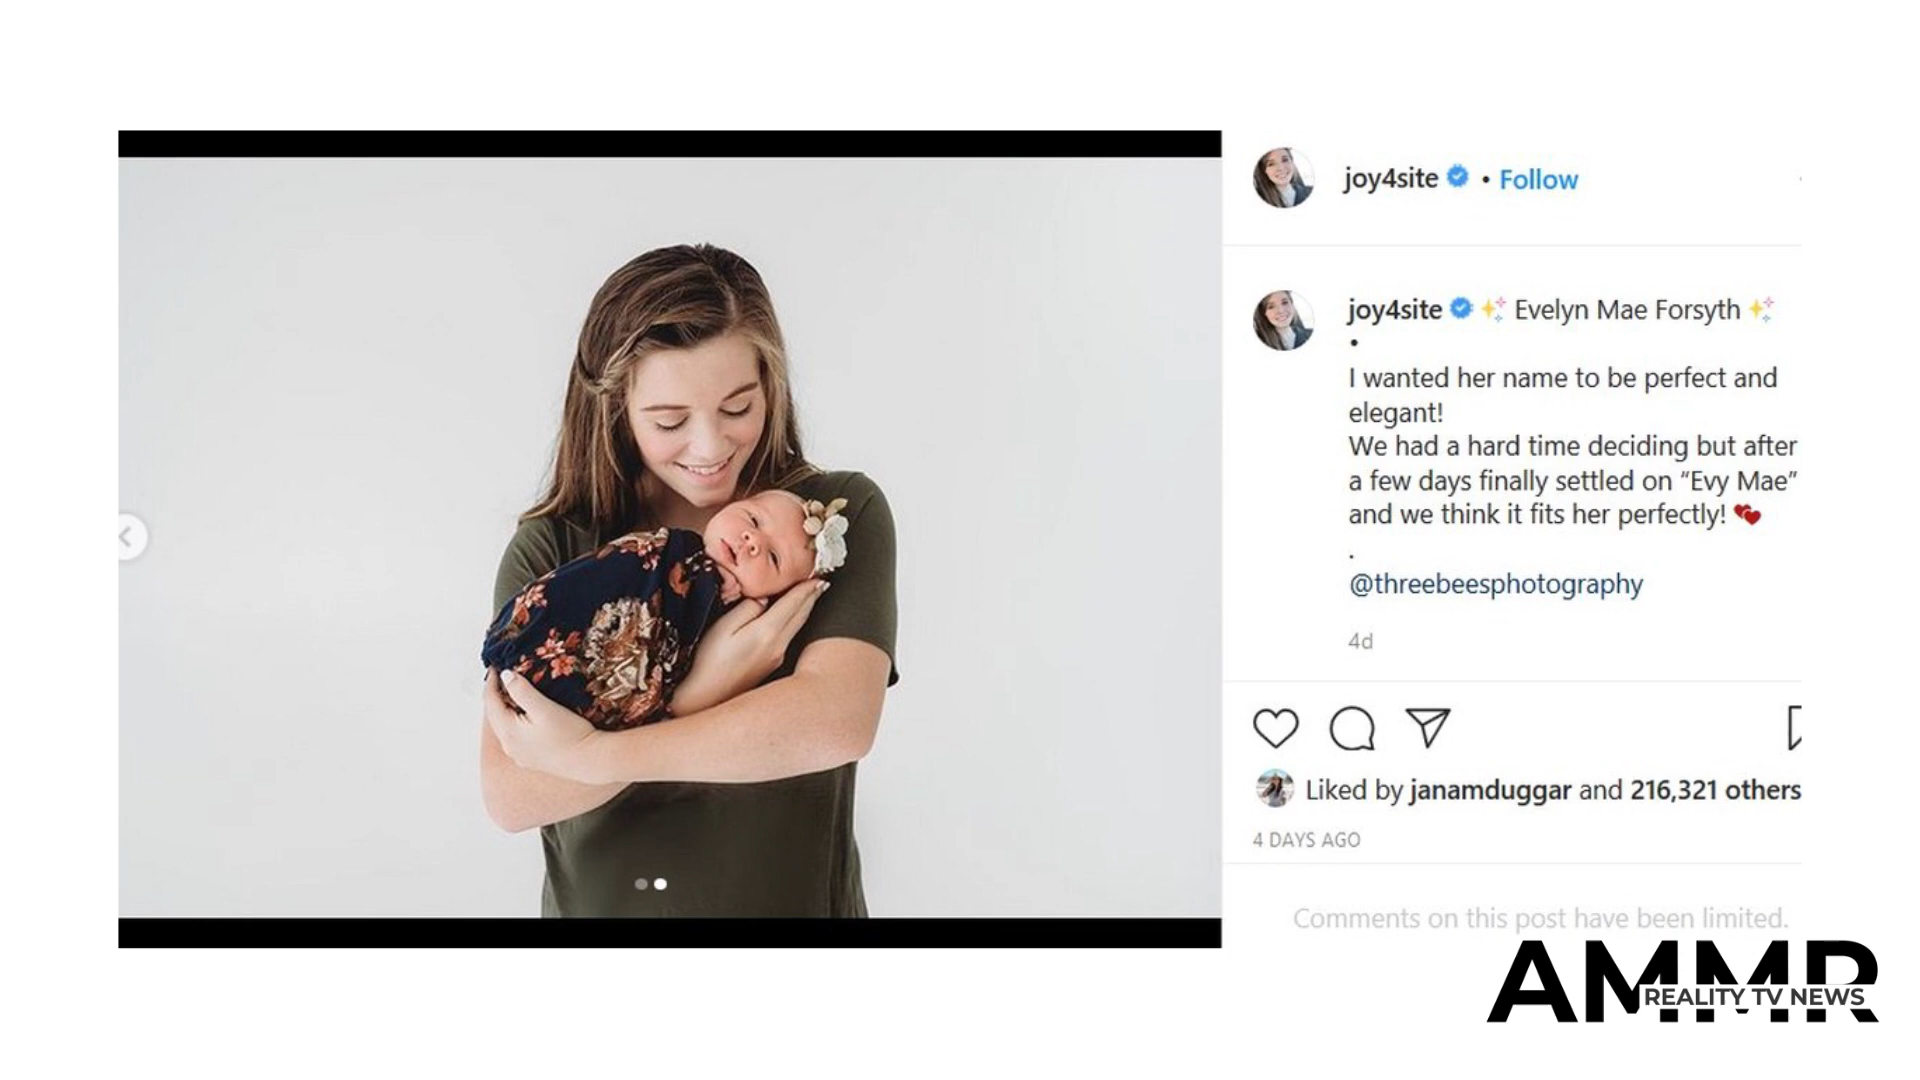 joy4site • Follow
joy4site ✨ Evelyn Mae Forsyth ✨
•
I wanted her name to be perfect and
elegant!
We had a hard time deciding but after
a few days finally settled on “Evy Mae”
and we think it fits her perfectly! 💕
.
@threebeesphotography
4d
Liked by janamduggar and 216,321 others
4 DAYS AGO
Comments on this post have been limited.
AMMR
REALITY TV NEWS